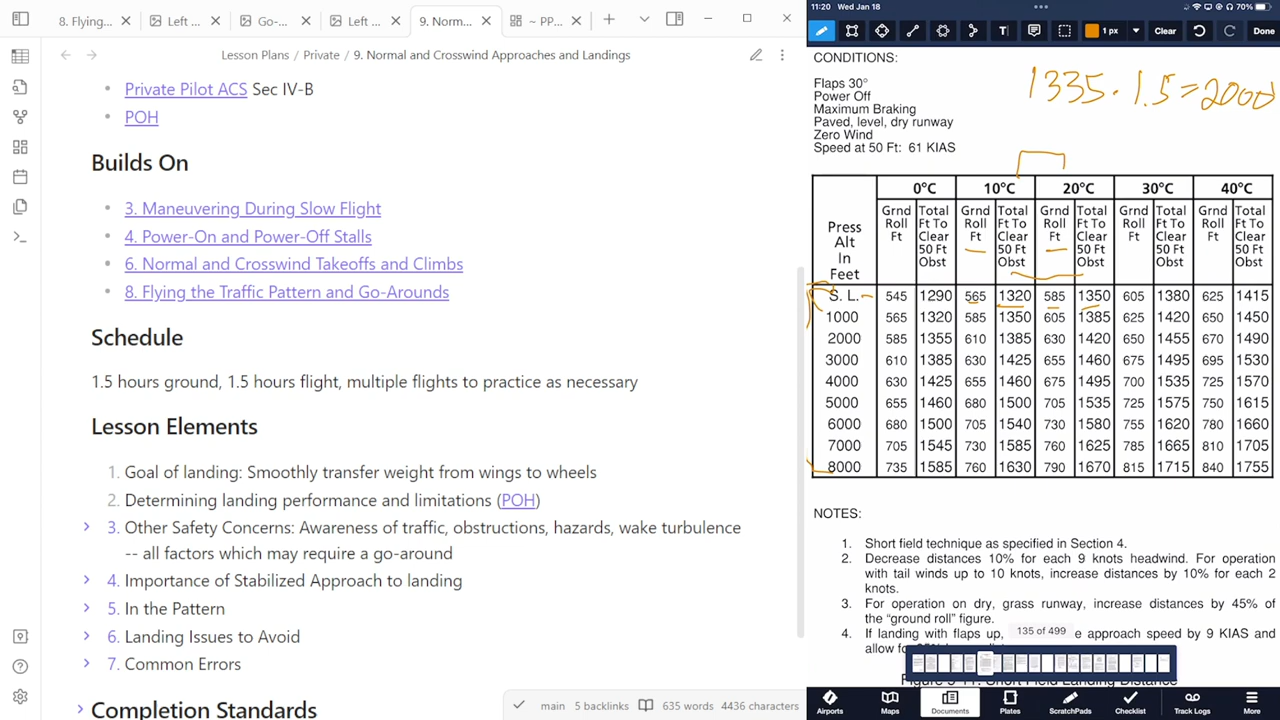 8. Flying...
Left ...
Go-...
Left ...
9. Norm...
~ PP...
Lesson Plans / Private / 9. Normal and Crosswind Approaches and Landings
Private Pilot ACS Sec IV-B
POH
Builds On
3. Maneuvering During Slow Flight
4. Power-On and Power-Off Stalls
6. Normal and Crosswind Takeoffs and Climbs
8. Flying the Traffic Pattern and Go-Arounds
Schedule
1.5 hours ground, 1.5 hours flight, multiple flights to practice as necessary
Lesson Elements
1. Goal of landing: Smoothly transfer weight from wings to wheels
2. Determining landing performance and limitations (POH)
3. Other Safety Concerns: Awareness of traffic, obstructions, hazards, wake turbulence
-- all factors which may require a go-around
4. Importance of Stabilized Approach to landing
5. In the Pattern
6. Landing Issues to Avoid
7. Common Errors
Completion Standards
main 5 backlinks 635 words 4436 characters
11:20 Wed Jan 18
70%
T
1 px
Clear
Done
CONDITIONS:
1335 · 1.5 = 2000
Flaps 30°
Power Off
Maximum Braking
Paved, level, dry runway
Zero Wind
Speed at 50 Ft: 61 KIAS
0°C 10°C 20°C 30°C 40°C
Press Alt In Feet
Grnd Roll Ft
Total Ft To Clear 50 Ft Obst
Grnd Roll Ft
Total Ft To Clear 50 Ft Obst
Grnd Roll Ft
Total Ft To Clear 50 Ft Obst
Grnd Roll Ft
Total Ft To Clear 50 Ft Obst
Grnd Roll Ft
Total Ft To Clear 50 Ft Obst
S. L. 545 1290 565 1320 585 1350 605 1380 625 1415
1000 565 1320 585 1350 605 1385 625 1420 650 1450
2000 585 1355 610 1385 630 1420 650 1455 670 1490
3000 610 1385 630 1425 655 1460 675 1495 695 1530
4000 630 1425 655 1460 675 1495 700 1535 725 1570
5000 655 1460 680 1500 705 1535 725 1575 750 1615
6000 680 1500 705 1540 730 1580 755 1620 780 1660
7000 705 1545 730 1585 760 1625 785 1665 810 1705
8000 735 1585 760 1630 790 1670 815 1715 840 1755
NOTES:
1. Short field technique as specified in Section 4.
2. Decrease distances 10% for each 9 knots headwind. For operation
with tail winds up to 10 knots, increase distances by 10% for each 2
knots.
3. For operation on dry, grass runway, increase distances by 45% of
the “ground roll” figure.
135 of 499
4. If landing with flaps up, approach speed by 9 KIAS and
allow
Airports
Maps
Documents
Plates
ScratchPads
Checklist
Track Logs
More